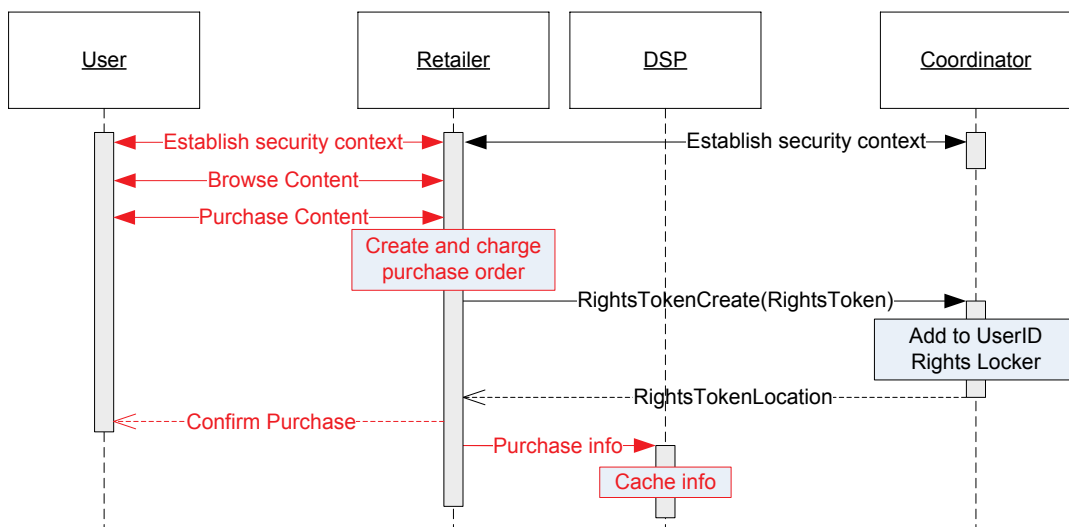 User
Retailer
DSP
Coordinator
Establish security context
Establish security context
Browse Content
Purchase Content
Create and charge
purchase order
RightsTokenCreate(RightsToken)
Add to UserID
Rights Locker
RightsTokenLocation
Confirm Purchase
Purchase info
Cache info